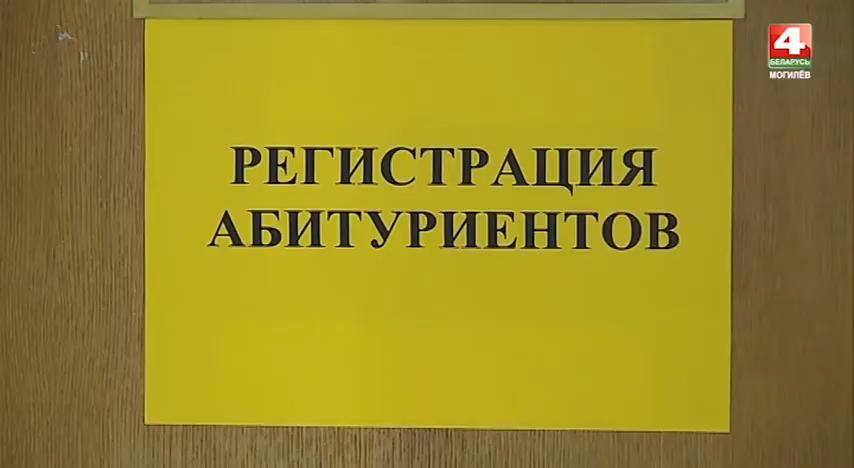 4
БЕЛАРУСЬ
МОГИЛЁВ
РЕГИСТРАЦИЯ
АБИТУРИЕНТОВ